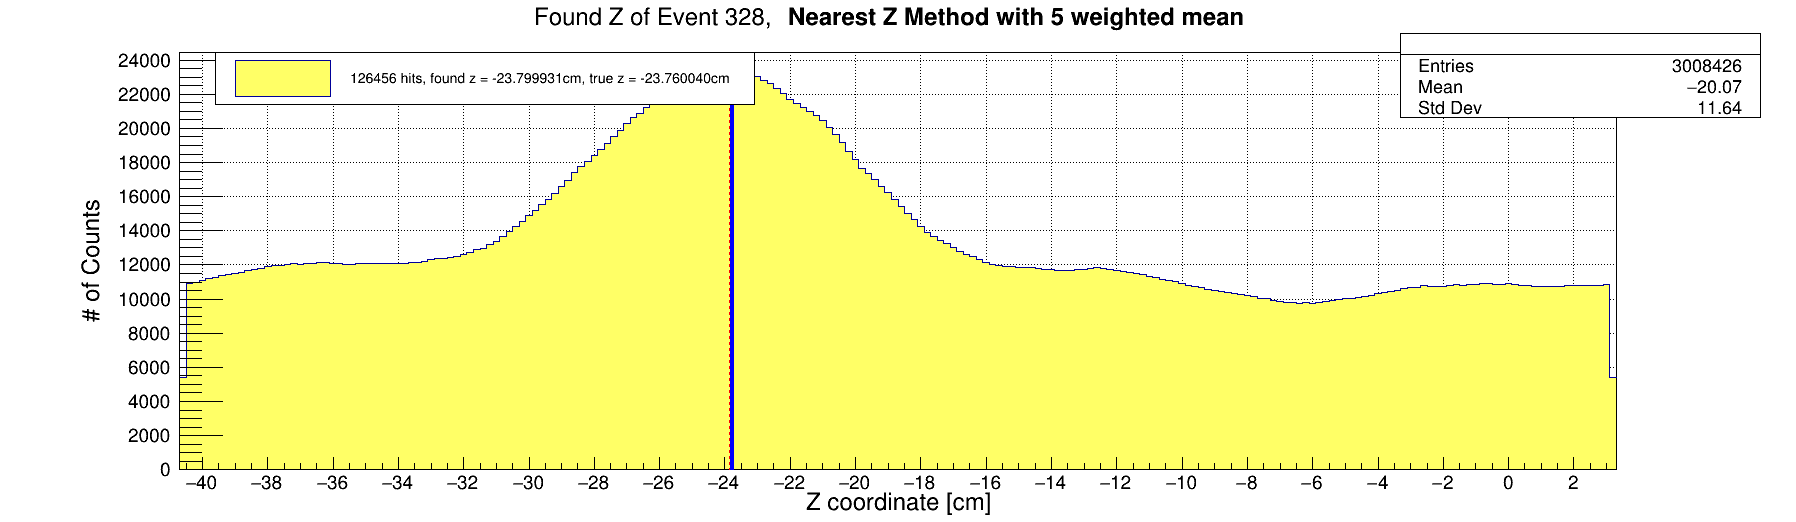 Found Z of Event 328, Nearest Z Method with 5 weighted mean
126456 hits, found z = -23.799931cm, true z = -23.760040cm
Entries 3008426
Mean −20.07
Std Dev 11.64
# of Counts
24000
22000
20000
18000
16000
14000
12000
10000
8000
6000
4000
2000
0
−40 −38 −36 −34 −32 −30 −28 −26 −24 −22 −20 −18 −16 −14 −12 −10 −8 −6 −4 −2 0 2
Z coordinate [cm]